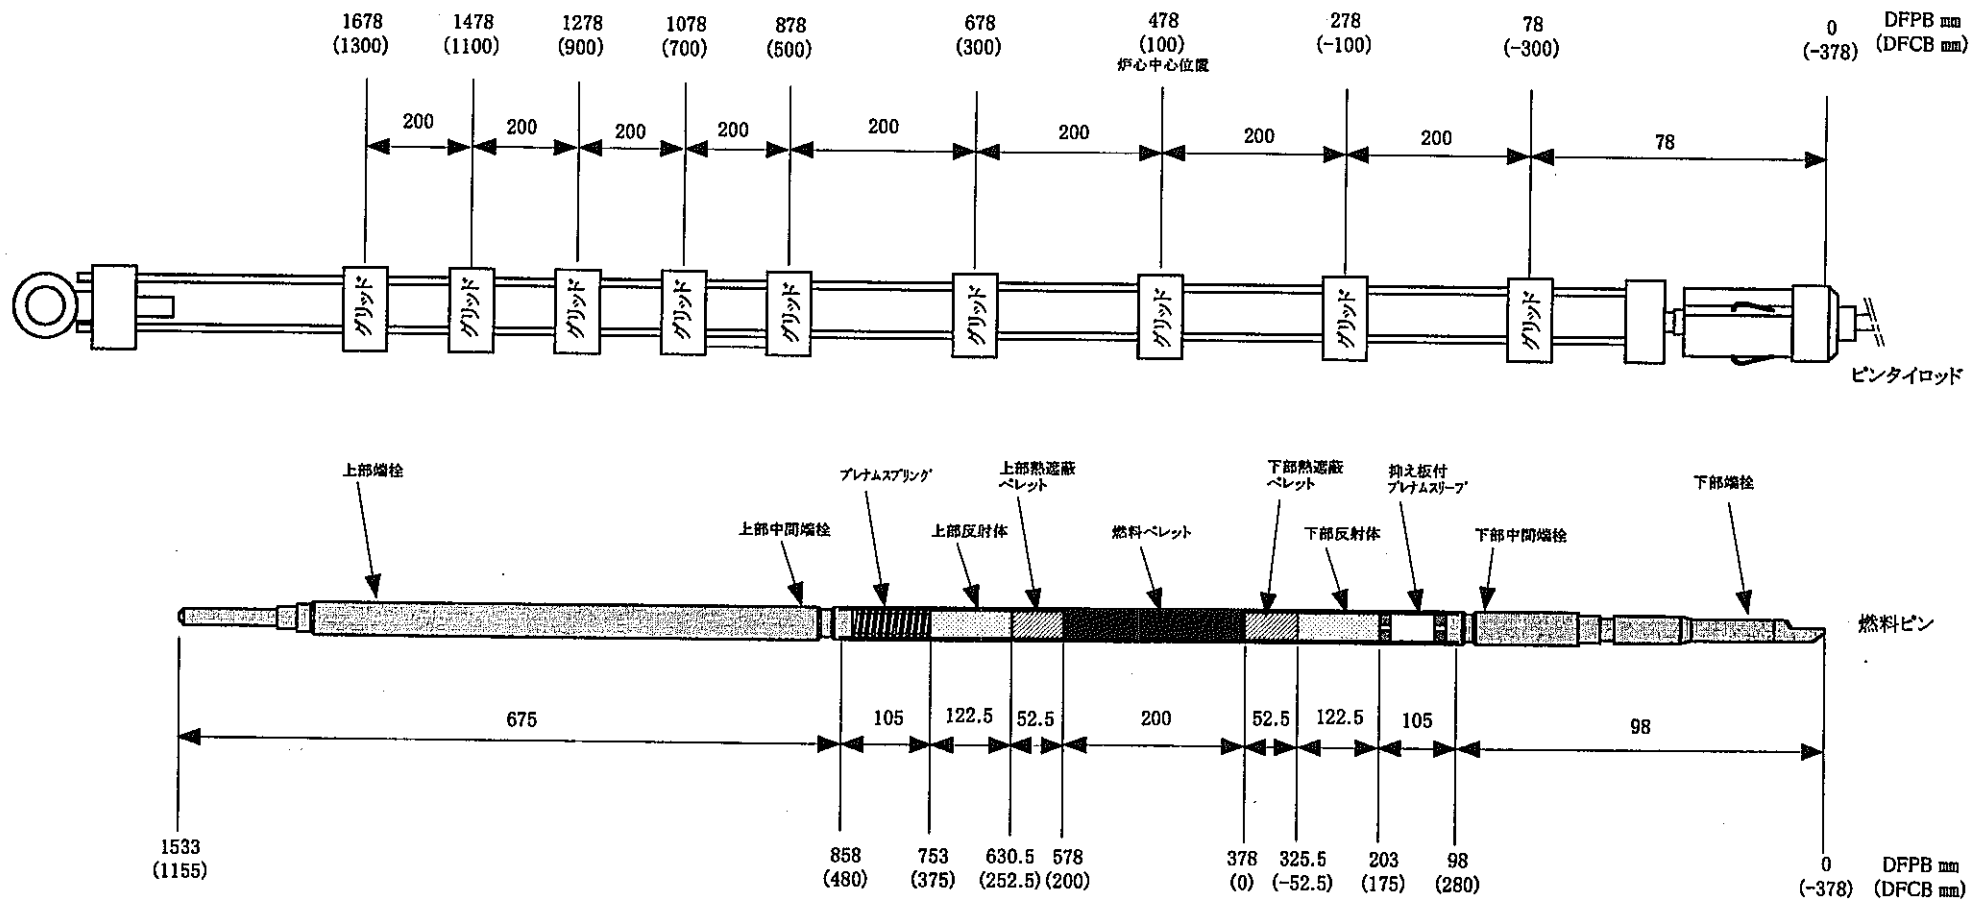 1678 1478 1278 1078 878 678 478 278 78 0 DFPB mm
(1300) (1100) (900) (700) (500) (300) (100) (-100) (-300) (-378) (DFCB mm)
炉心中心位置
200 200 200 200 200 200 200 200 78
グリッド グリッド グリッド グリッド グリッド グリッド グリッド グリッド グリッド
ピンタイロッド
上部端栓
プレナムスプリング
上部熱遮蔽
ペレット
下部熱遮蔽
ペレット
抑え板付
プレナムスリーブ
下部端栓
上部中間端栓
上部反射体
燃料ペレット
下部反射体
下部中間端栓
燃料ピン
675 105 122.5 52.5 200 52.5 122.5 105 98
1533 858 753 630.5 578 378 325.5 203 98 0 DFPB mm
(1155) (480) (375) (252.5) (200) (0) (-52.5) (175) (280) (-378) (DFCB mm)